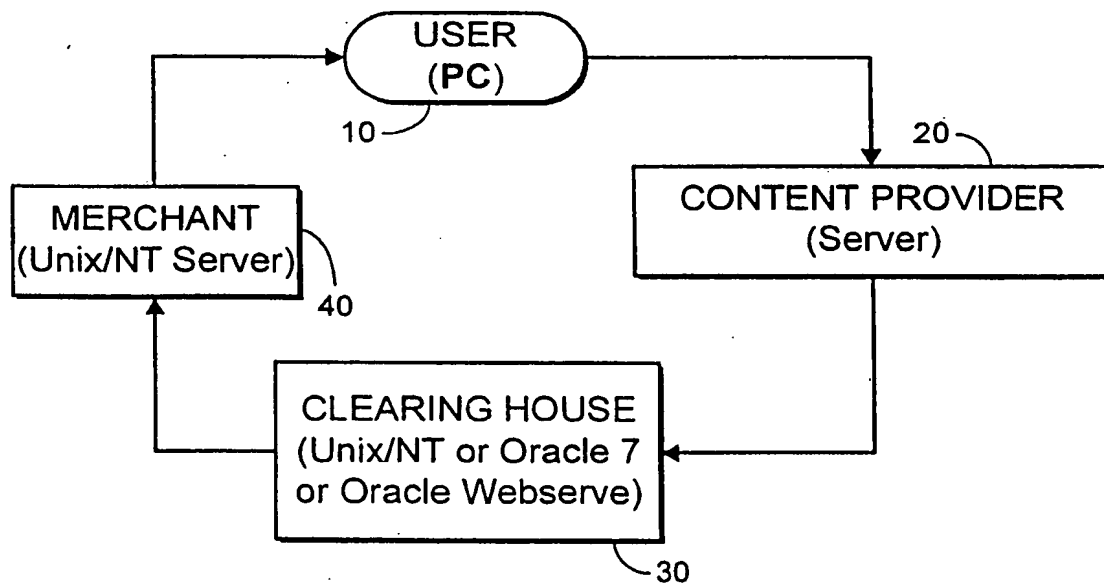 USER
(PC)
10
20
CONTENT PROVIDER
(Server)
MERCHANT
(Unix/NT Server)
40
CLEARING HOUSE
(Unix/NT or Oracle 7
or Oracle Webserve)
30